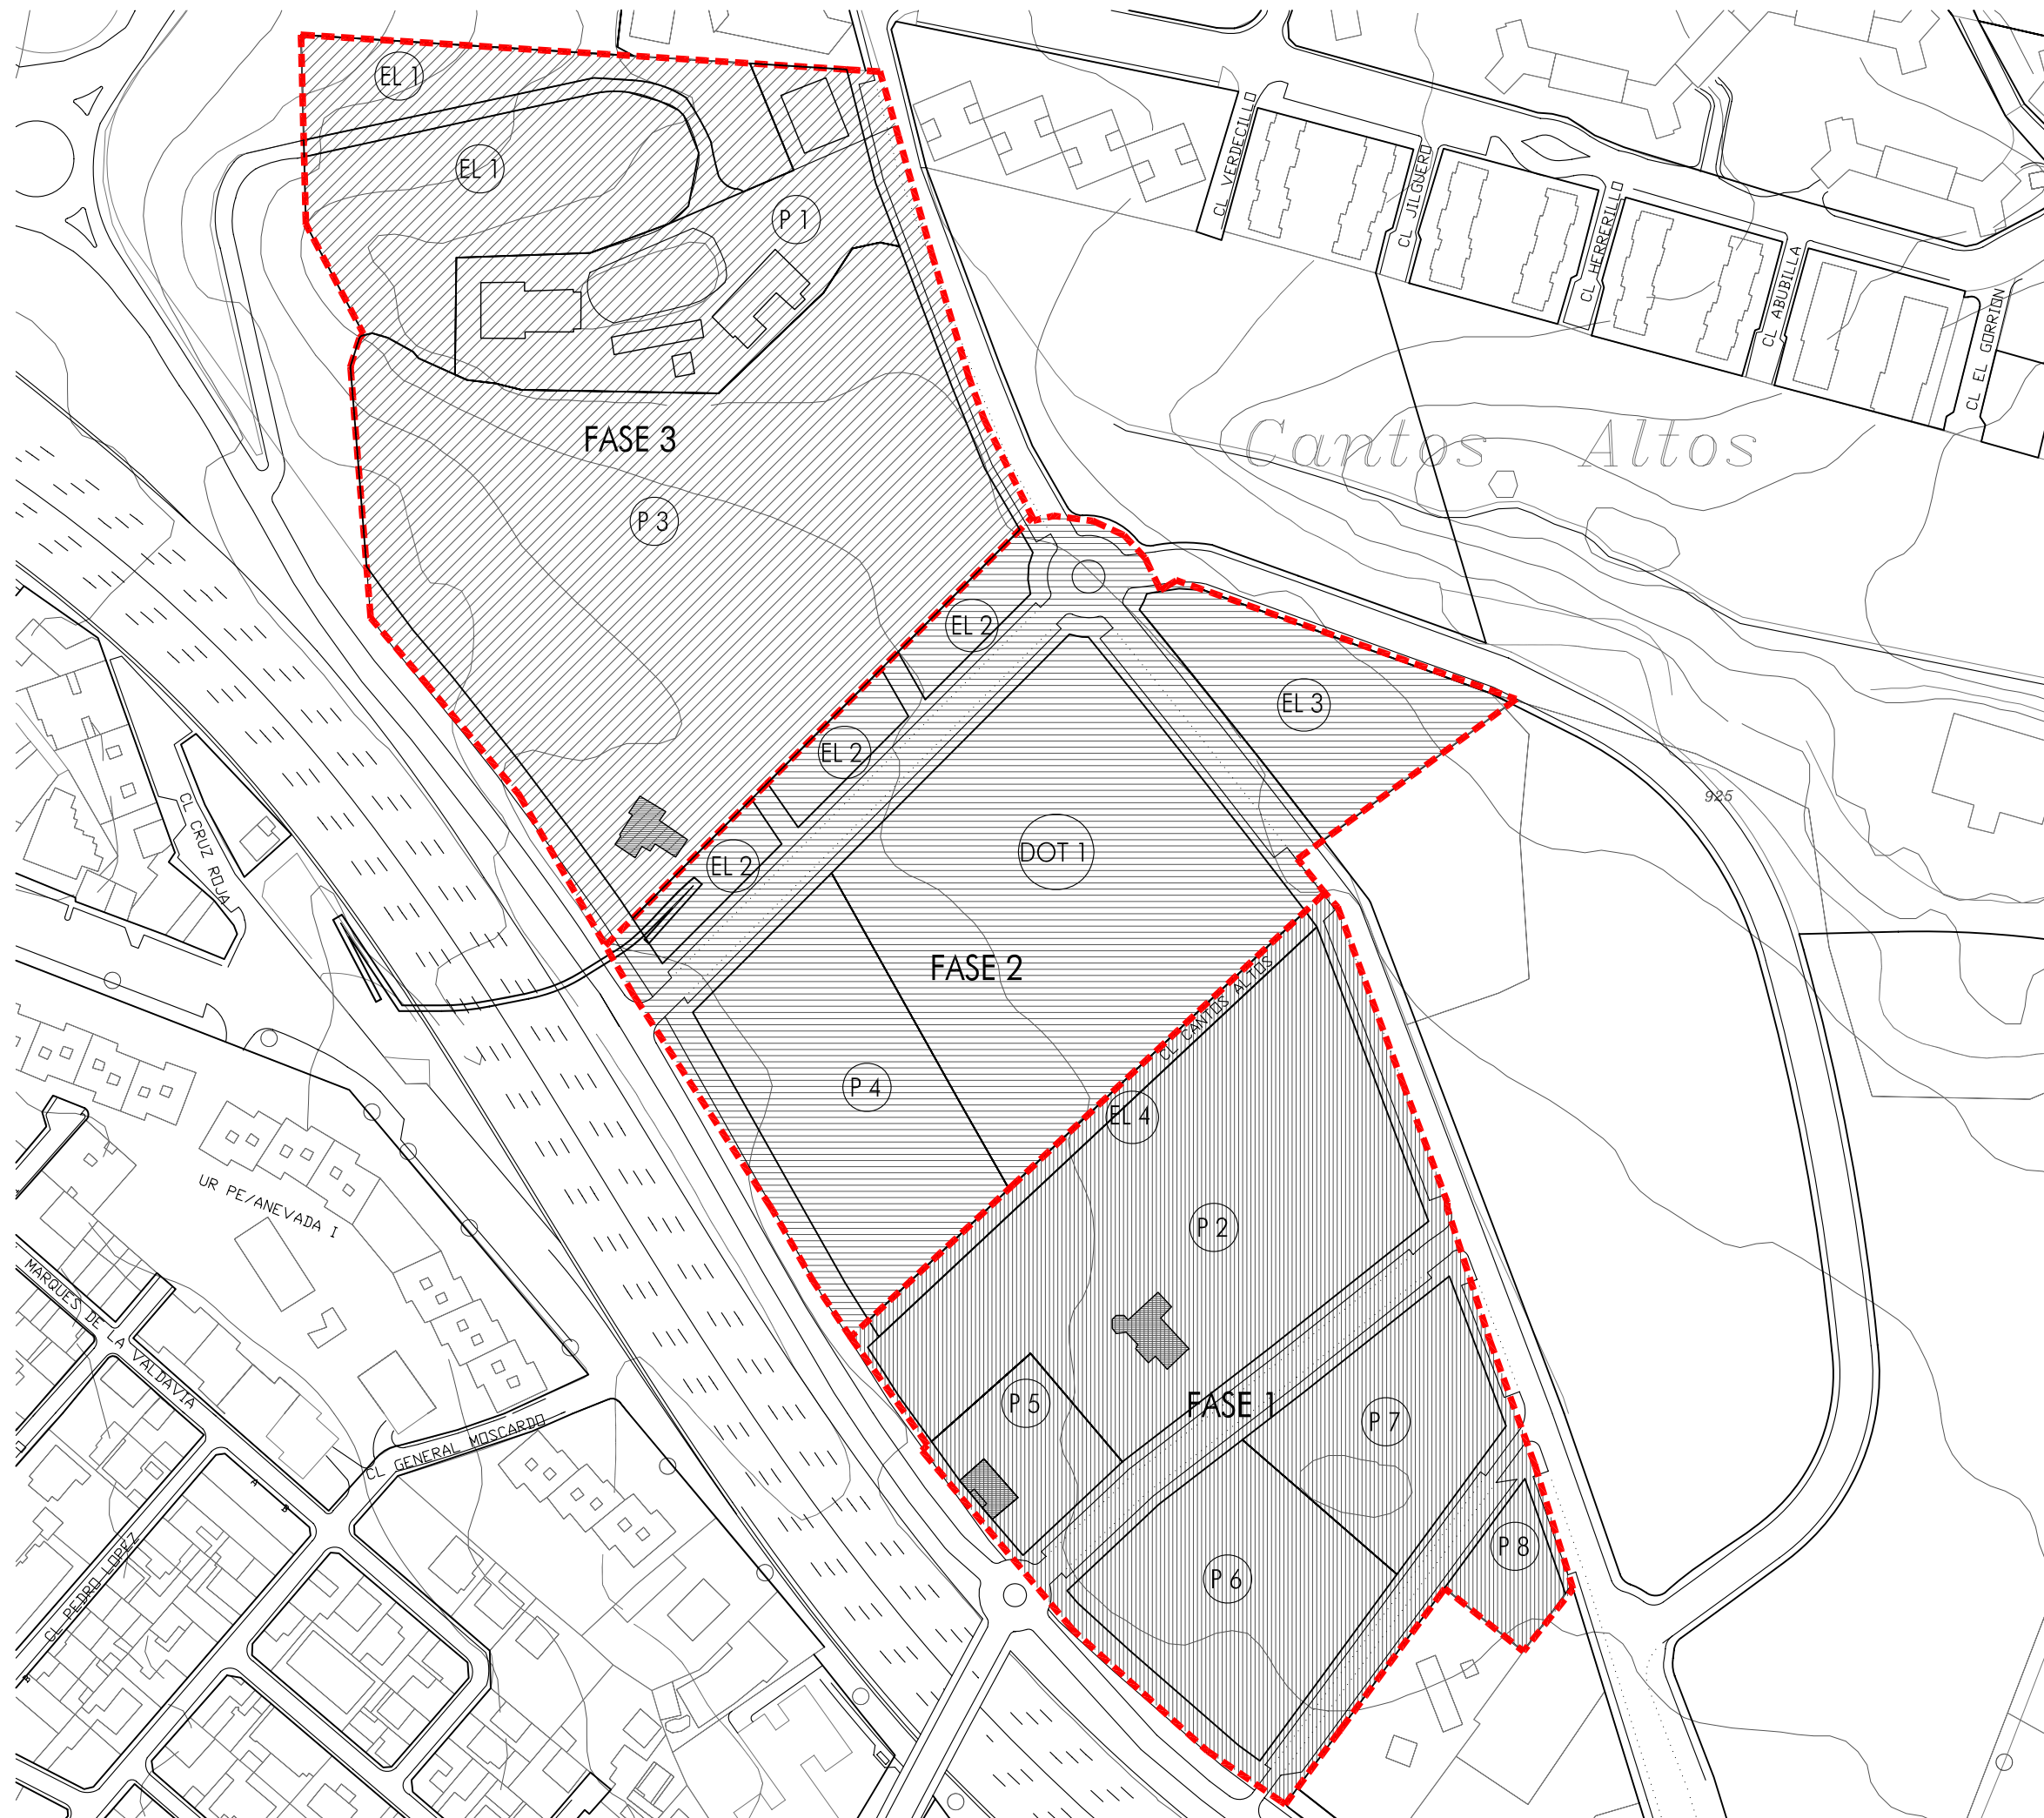 EL 1
EL 1
P 1
CL VERDECILLO
CL JILGUERO
CL HERRERILLO
CL ABUBILLA
CL EL GORRION
Cantos Altos
FASE 3
P 3
EL 2
EL 3
EL 2
925
CL CRUZ ROJA
EL 2
DOT 1
FASE 2
CL CANTOS ALTOS
P 4
EL 4
UR PE/ANEVADA I
P 2
MARQUES DE LA VALDAVIA
P 5
FASE 1
P 7
CL GENERAL MOSCARDO
P 8
P 6
CL PEDRO LOPEZ
A
B
B